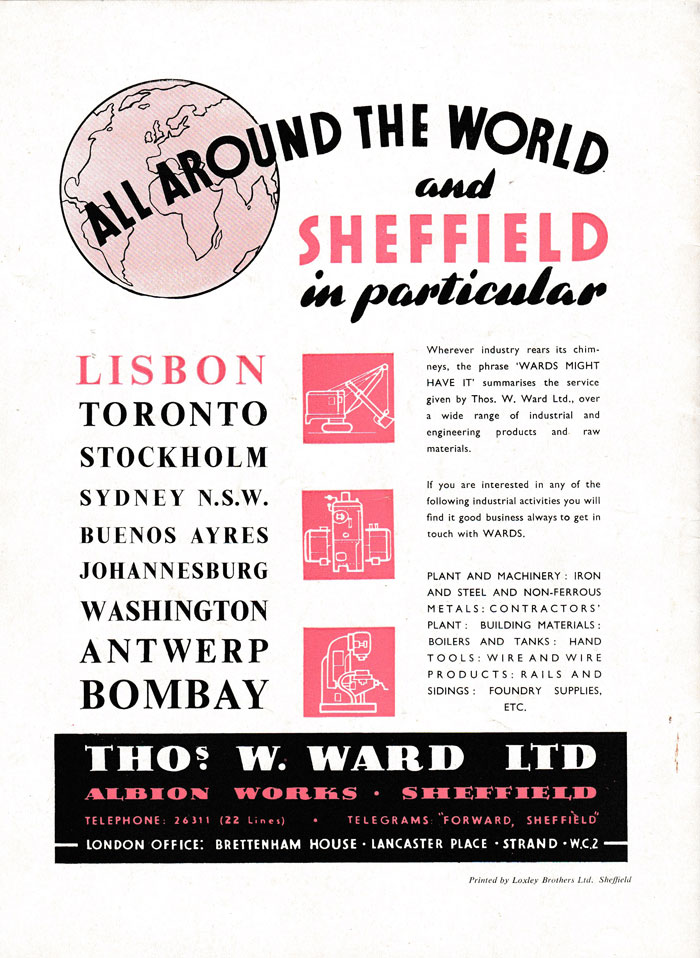 ALL AROUND THE WORLD
and
SHEFFIELD
in particular
LISBON
TORONTO
STOCKHOLM
SYDNEY N.S.W.
BUENOS AYRES
JOHANNESBURG
WASHINGTON
ANTWERP
BOMBAY
Wherever industry rears its chim-
neys, the phrase 'WARDS MIGHT
HAVE IT' summarises the service
given by Thos. W. Ward Ltd., over
a wide range of industrial and
engineering products and raw
materials.
If you are interested in any of the
following industrial activities you will
find it good business always to get in
touch with WARDS.
PLANT AND MACHINERY : IRON
AND STEEL AND NON-FERROUS
METALS : CONTRACTORS'
PLANT : BUILDING MATERIALS :
BOILERS AND TANKS : HAND
TOOLS : WIRE AND WIRE
PRODUCTS : RAILS AND
SIDINGS : FOUNDRY SUPPLIES,
ETC.
THOS. W. WARD LTD
ALBION WORKS · SHEFFIELD
TELEPHONE: 26311 (22 Lines) · TELEGRAMS: "FORWARD, SHEFFIELD"
LONDON OFFICE: BRETTENHAM HOUSE · LANCASTER PLACE · STRAND · W.C.2
Printed by Loxley Brothers Ltd. Sheffield